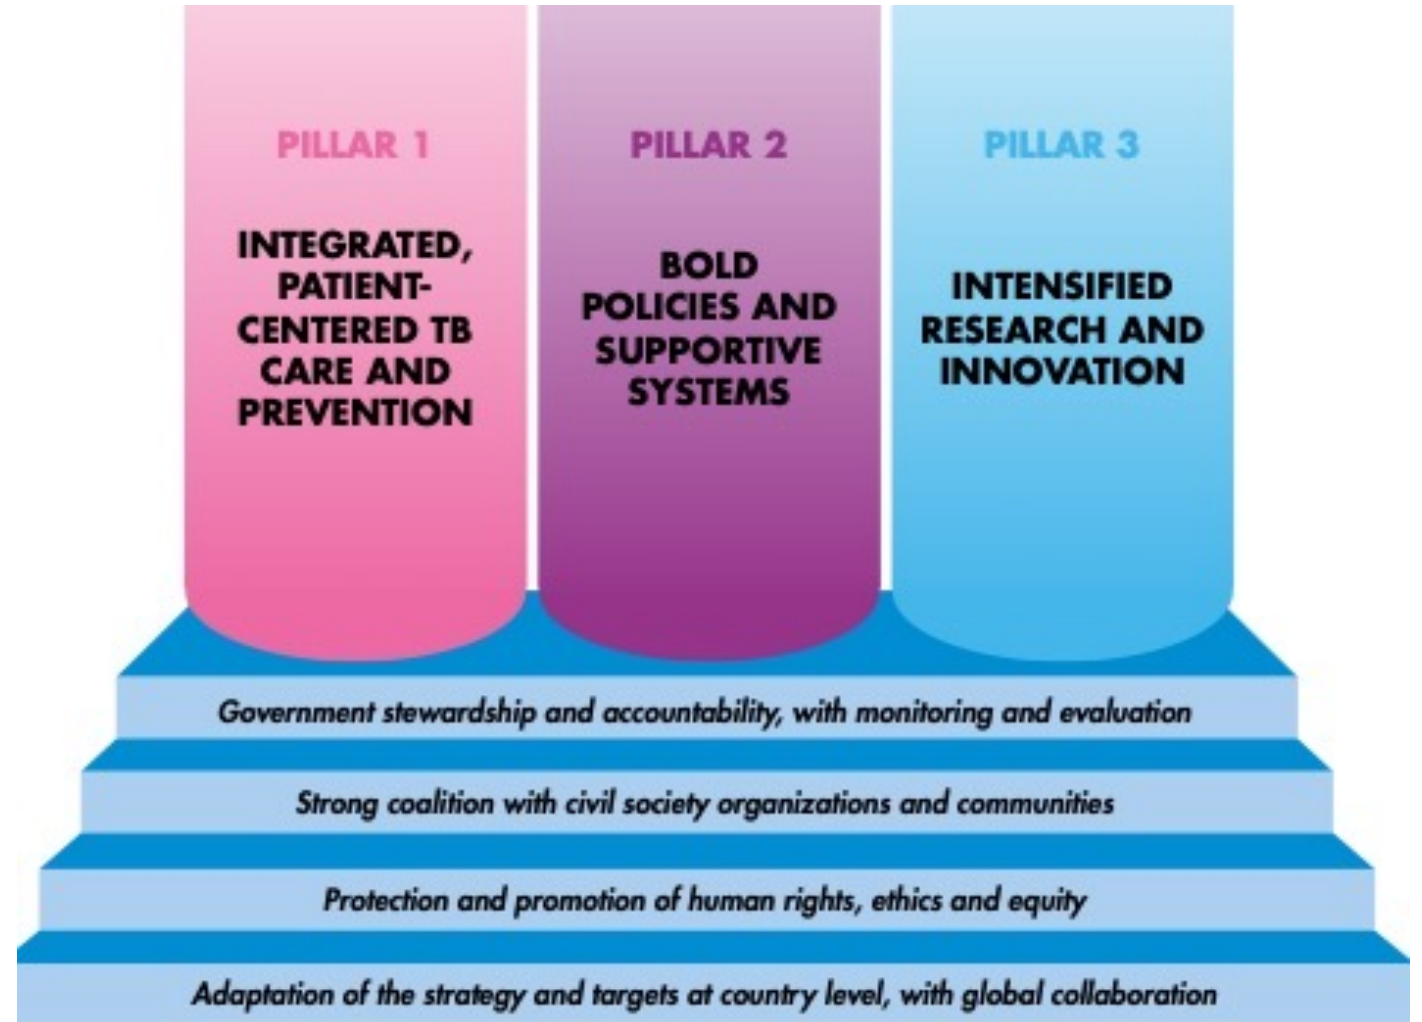 PILLAR 1
INTEGRATED,
PATIENT-
CENTERED TB
CARE AND
PREVENTION
PILLAR 2
BOLD
POLICIES AND
SUPPORTIVE
SYSTEMS
PILLAR 3
INTENSIFIED
RESEARCH AND
INNOVATION
Government stewardship and accountability, with monitoring and evaluation
Strong coalition with civil society organizations and communities
Protection and promotion of human rights, ethics and equity
Adaptation of the strategy and targets at country level, with global collaboration